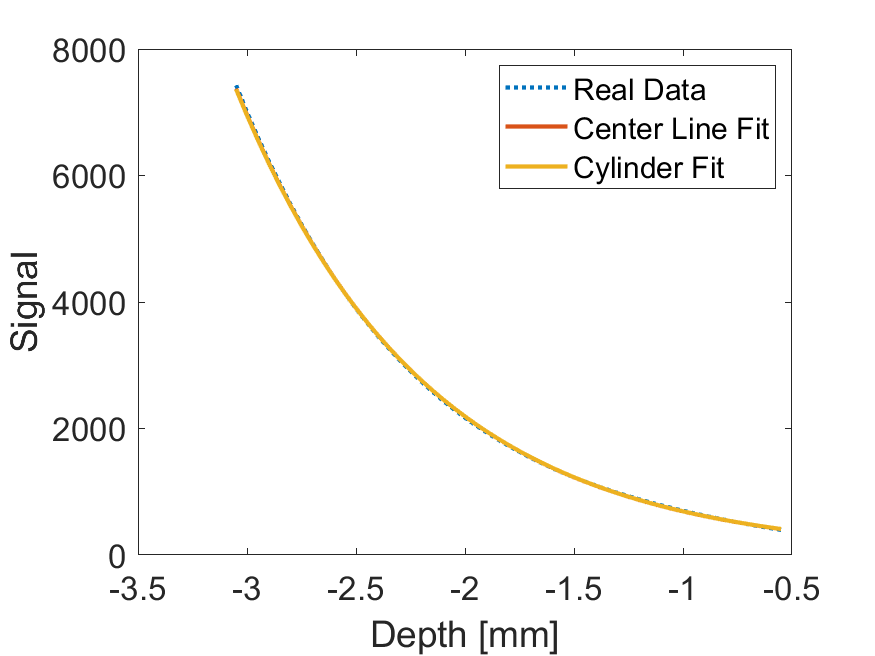 8000
6000
4000
2000
0
Signal
Real Data
Center Line Fit
Cylinder Fit
-3.5 -3 -2.5 -2 -1.5 -1 -0.5
Depth [mm]